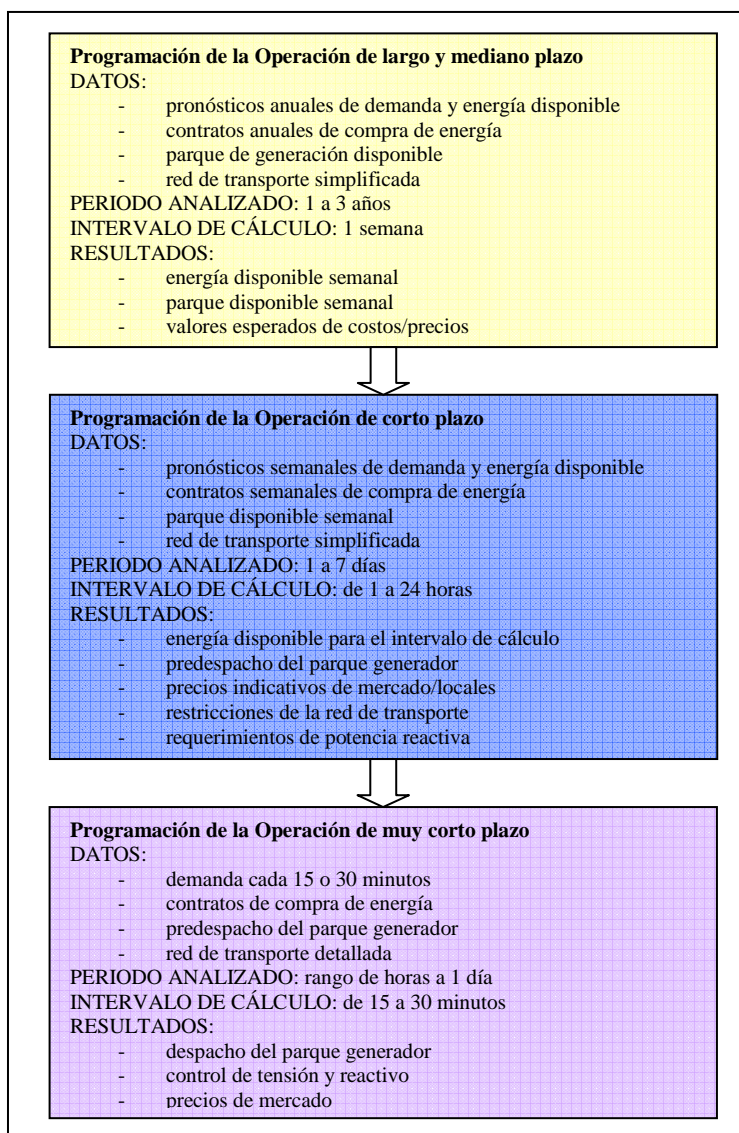 Programación de la Operación de largo y mediano plazo
DATOS:
- pronósticos anuales de demanda y energía disponible
- contratos anuales de compra de energía
- parque de generación disponible
- red de transporte simplificada
PERIODO ANALIZADO: 1 a 3 años
INTERVALO DE CÁLCULO: 1 semana
RESULTADOS:
- energía disponible semanal
- parque disponible semanal
- valores esperados de costos/precios
Programación de la Operación de corto plazo
DATOS:
- pronósticos semanales de demanda y energía disponible
- contratos semanales de compra de energía
- parque disponible semanal
- red de transporte simplificada
PERIODO ANALIZADO: 1 a 7 días
INTERVALO DE CÁLCULO: de 1 a 24 horas
RESULTADOS:
- energía disponible para el intervalo de cálculo
- predespacho del parque generador
- precios indicativos de mercado/locales
- restricciones de la red de transporte
- requerimientos de potencia reactiva
Programación de la Operación de muy corto plazo
DATOS:
- demanda cada 15 o 30 minutos
- contratos de compra de energía
- predespacho del parque generador
- red de transporte detallada
PERIODO ANALIZADO: rango de horas a 1 día
INTERVALO DE CÁLCULO: de 15 a 30 minutos
RESULTADOS:
- despacho del parque generador
- control de tensión y reactivo
- precios de mercado